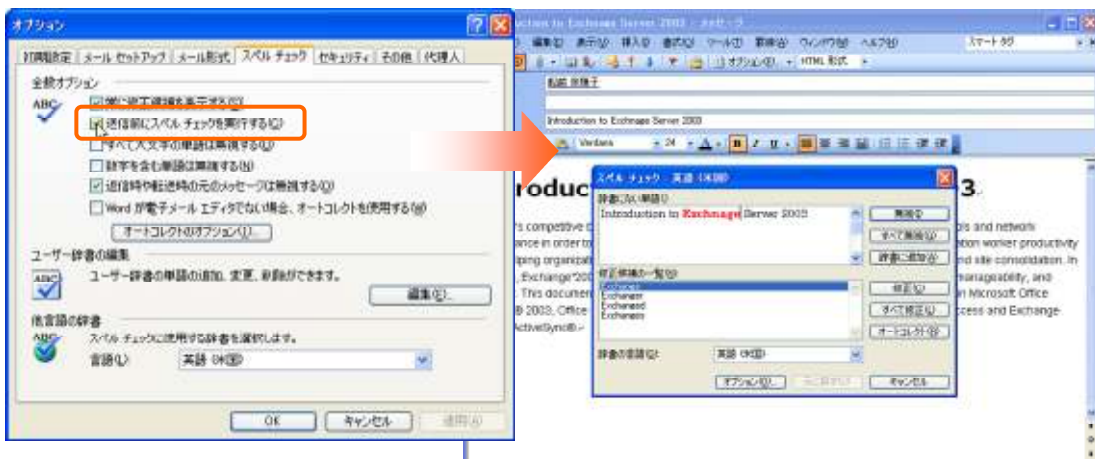 オプション
初期設定 メール セットアップ メール形式 スペル チェック セキュリティ その他 代理人
全般オプション
常に修正候補を表示する(S)
送信前にスペル チェックを実行する(C)
すべて大文字の単語は無視する(U)
数字を含む単語は無視する(N)
返信時や転送時の元のメッセージは無視する(O)
Word が電子メール エディタでない場合、オートコレクトを使用する(W)
オートコレクトのオプション(I)...
ユーザー辞書の編集
ユーザー辞書の単語の追加、変更、削除ができます。
編集(E)...
他言語の辞書
スペル チェックに使用する辞書を選択します。
言語(L) 英語 (米国)
OK キャンセル 適用(A)
Introduction to Exchnage Server 2003
編集(E) 表示(V) 挿入(I) 書式(O) ツール(T) 罫線(A) ウィンドウ(W) ヘルプ(H)
オプション(O)... HTML 形式
Introduction to Exchnage Server 2003
Verdana 24 B I U
roduc 3
's competitive
ols and network
ance in order to
ation worker productivity
ping organizat
nd site consolidation. In
, Exchange 200
manageability, and
This documen
n Microsoft Office
® 2003, Office
ccess and Exchange
ActiveSync®
スペル チェック - 英語 (米国)
辞書にない単語
Introduction to Exchnage Server 2003
無視
すべて無視
辞書に追加(A)
修正候補の一覧
Exchange
Exchanger
Exchanged
Exchanges
修正(C)
すべて修正(L)
オートコレクト(R)
辞書の言語 英語 (米国)
オプション(O)... キャンセル